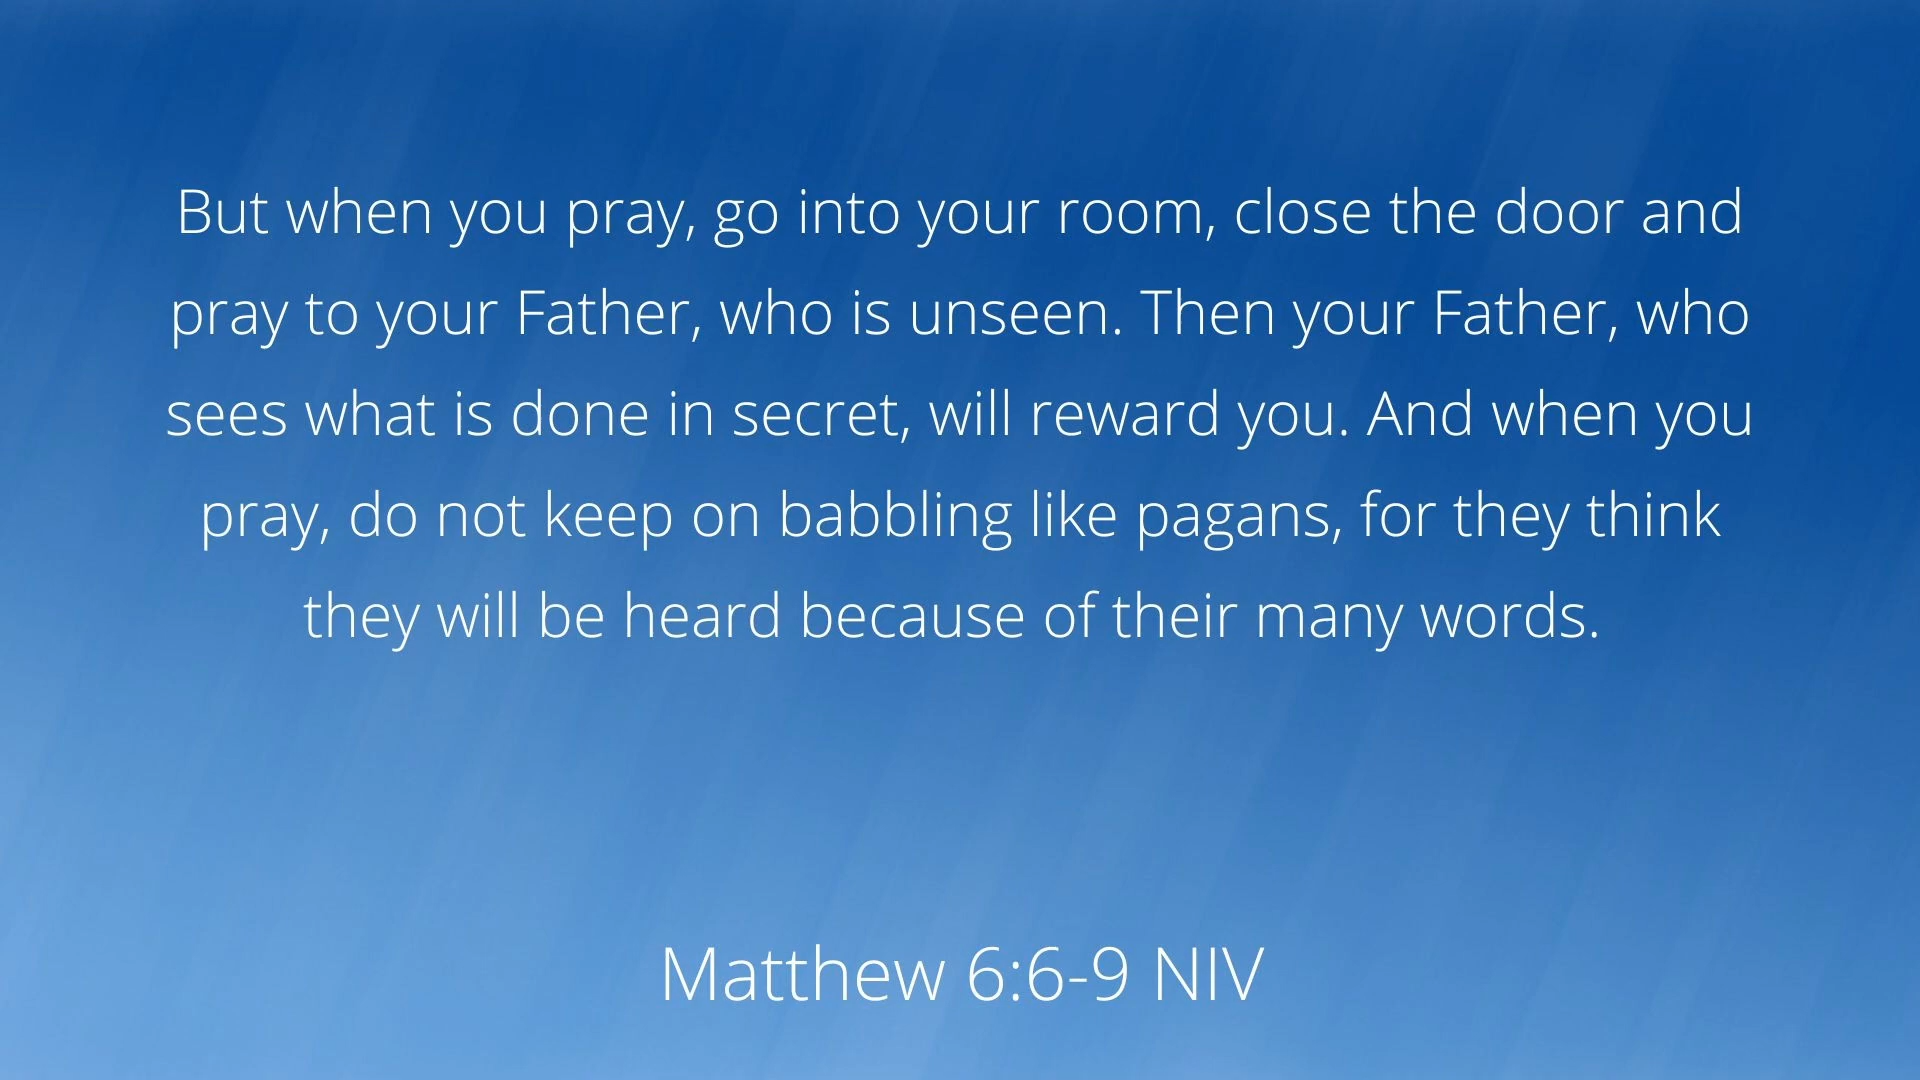 But when you pray, go into your room, close the door and
pray to your Father, who is unseen. Then your Father, who
sees what is done in secret, will reward you. And when you
pray, do not keep on babbling like pagans, for they think
they will be heard because of their many words.
Matthew 6:6-9 NIV